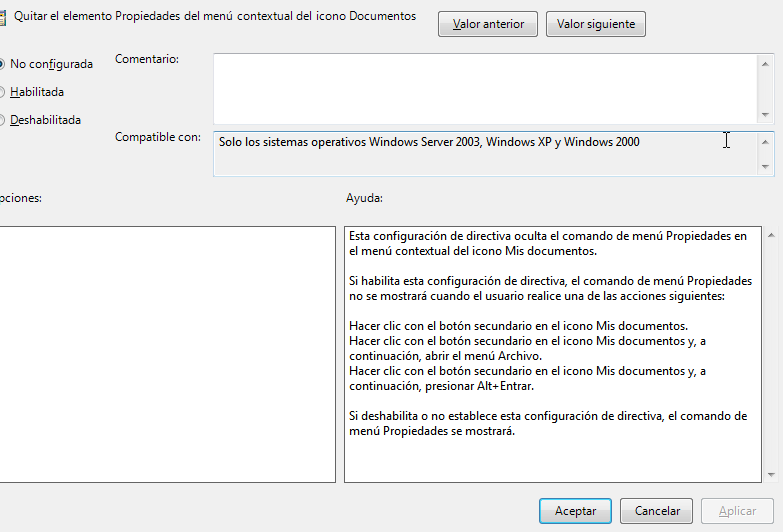 Quitar el elemento Propiedades del menú contextual del icono Documentos
Valor anterior
Valor siguiente
No configurada
Habilitada
Deshabilitada
Comentario:
Compatible con:
Solo los sistemas operativos Windows Server 2003, Windows XP y Windows 2000
pciones:
Ayuda:
Esta configuración de directiva oculta el comando de menú Propiedades en
el menú contextual del icono Mis documentos.
Si habilita esta configuración de directiva, el comando de menú Propiedades
no se mostrará cuando el usuario realice una de las acciones siguientes:
Hacer clic con el botón secundario en el icono Mis documentos.
Hacer clic con el botón secundario en el icono Mis documentos y, a
continuación, abrir el menú Archivo.
Hacer clic con el botón secundario en el icono Mis documentos y, a
continuación, presionar Alt+Entrar.
Si deshabilita o no establece esta configuración de directiva, el comando de
menú Propiedades se mostrará.
Aceptar
Cancelar
Aplicar